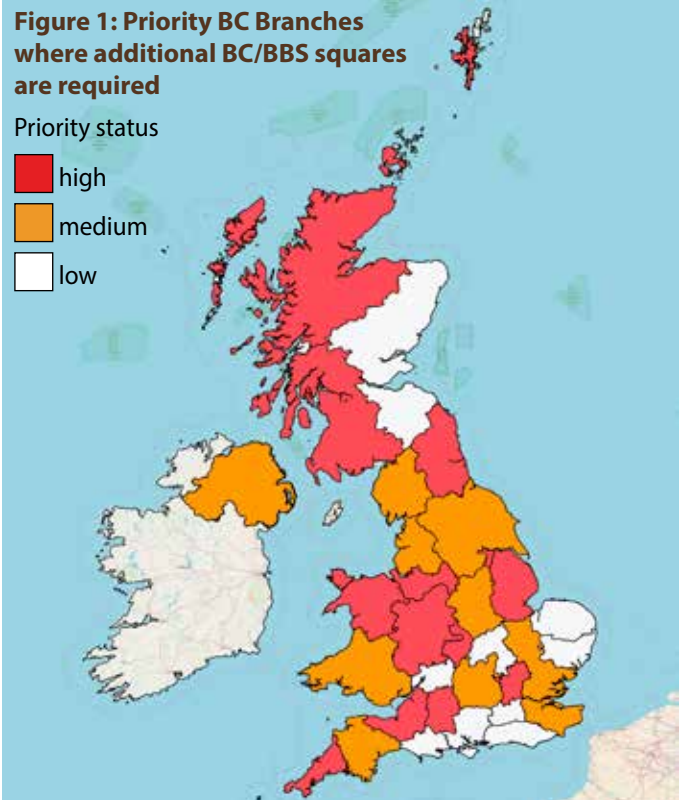 Figure 1: Priority BC Branches
where additional BC/BBS squares
are required
Priority status
high
medium
low